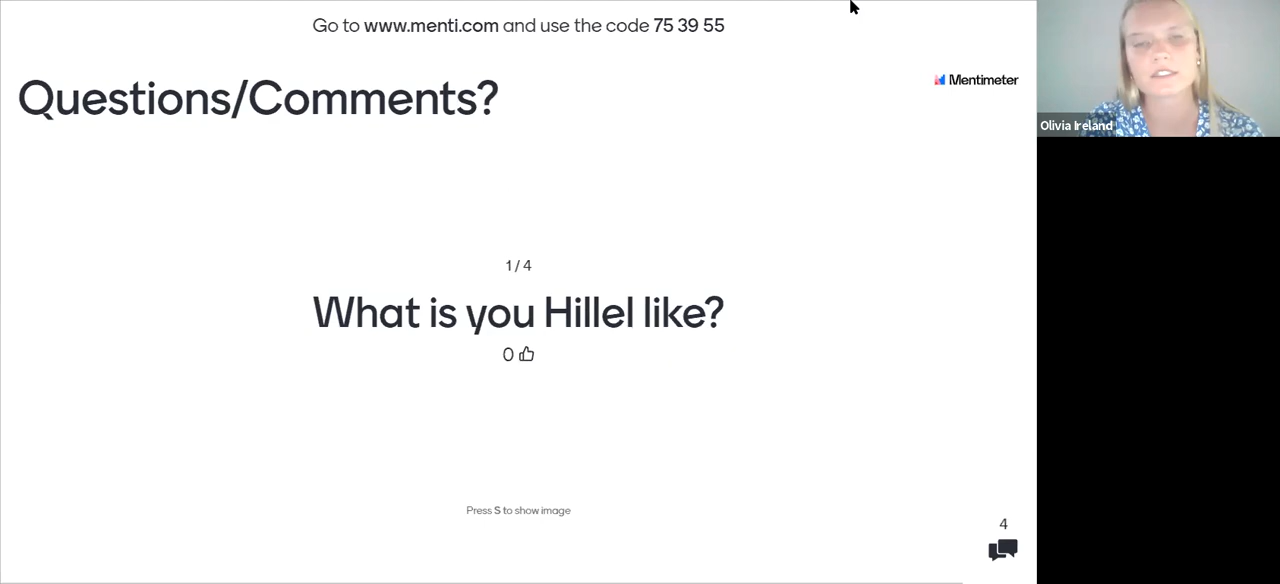 Go to www.menti.com and use the code 75 39 55
Questions/Comments?
Mentimeter
Olivia Ireland
1 / 4
What is you Hillel like?
0
Press S to show image
4